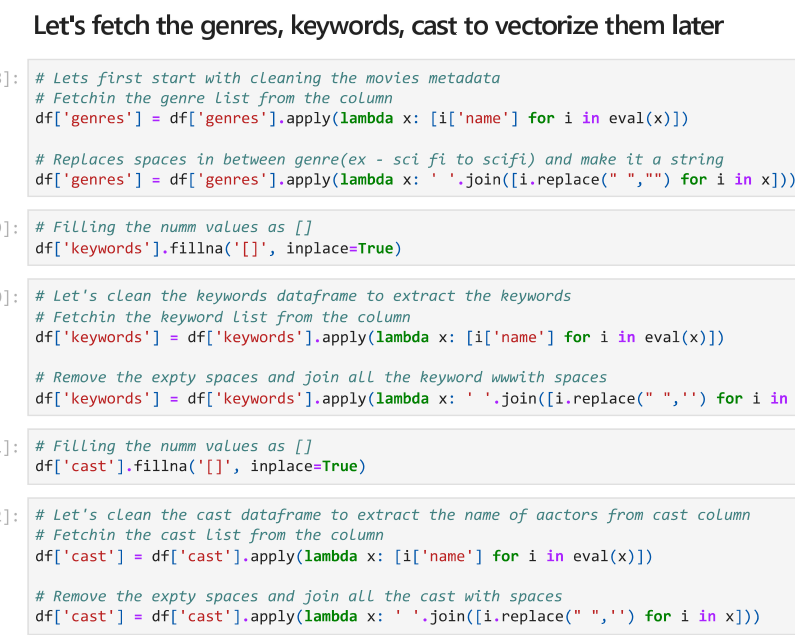 Let's fetch the genres, keywords, cast to vectorize them later
]:
# Lets first start with cleaning the movies metadata
# Fetchin the genre list from the column
df['genres'] = df['genres'].apply(lambda x: [i['name'] for i in eval(x)])
# Replaces spaces in between genre(ex - sci fi to scifi) and make it a string
df['genres'] = df['genres'].apply(lambda x: ' '.join([i.replace(" ","") for i in x]))
]:
# Filling the numm values as []
df['keywords'].fillna('[]', inplace=True)
]:
# Let's clean the keywords dataframe to extract the keywords
# Fetchin the keyword list from the column
df['keywords'] = df['keywords'].apply(lambda x: [i['name'] for i in eval(x)])
# Remove the expty spaces and join all the keyword wwwith spaces
df['keywords'] = df['keywords'].apply(lambda x: ' '.join([i.replace(" ",'') for i in
]:
# Filling the numm values as []
df['cast'].fillna('[]', inplace=True)
]:
# Let's clean the cast dataframe to extract the name of aactors from cast column
# Fetchin the cast list from the column
df['cast'] = df['cast'].apply(lambda x: [i['name'] for i in eval(x)])
# Remove the expty spaces and join all the cast with spaces
df['cast'] = df['cast'].apply(lambda x: ' '.join([i.replace(" ",'') for i in x]))